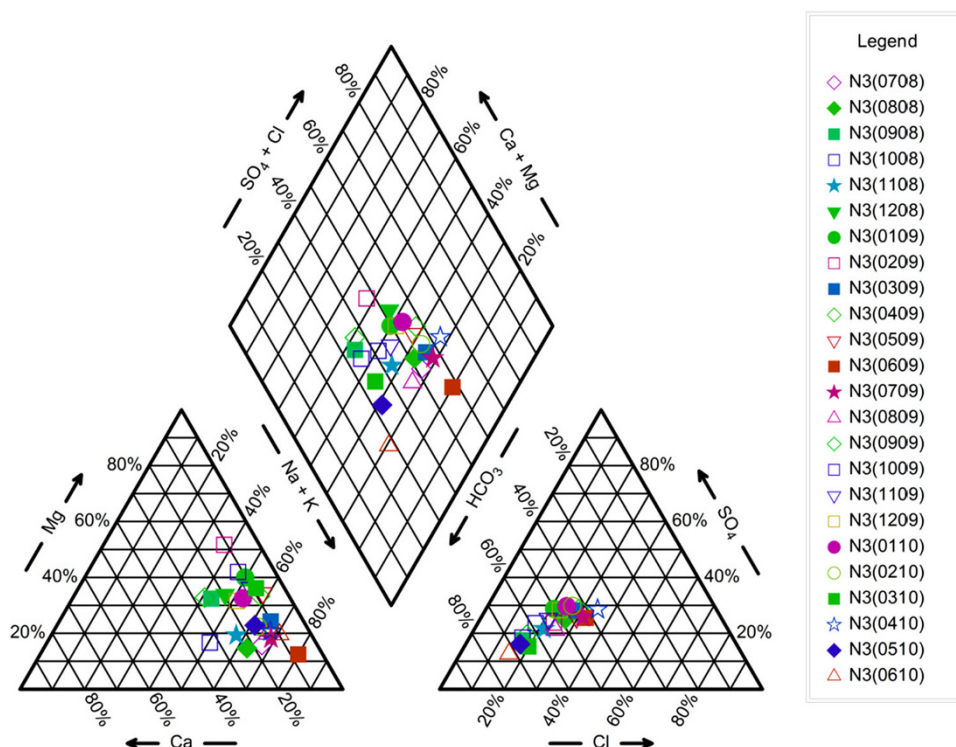 Legend
N3(0708)
N3(0808)
N3(0908)
N3(1008)
N3(1108)
N3(1208)
N3(0109)
N3(0209)
N3(0309)
N3(0409)
N3(0509)
N3(0609)
N3(0709)
N3(0809)
N3(0909)
N3(1009)
N3(1109)
N3(1209)
N3(0110)
N3(0210)
N3(0310)
N3(0410)
N3(0510)
N3(0610)
80%
60%
40%
20%
SO4 + Cl
80%
60%
40%
20%
Ca + Mg
Na + K
HCO3
80%
60%
40%
20%
Mg
20%
40%
60%
80%
80%
60%
40%
20%
Ca
20%
40%
60%
80%
80%
60%
40%
20%
SO4
20%
40%
60%
80%
Cl